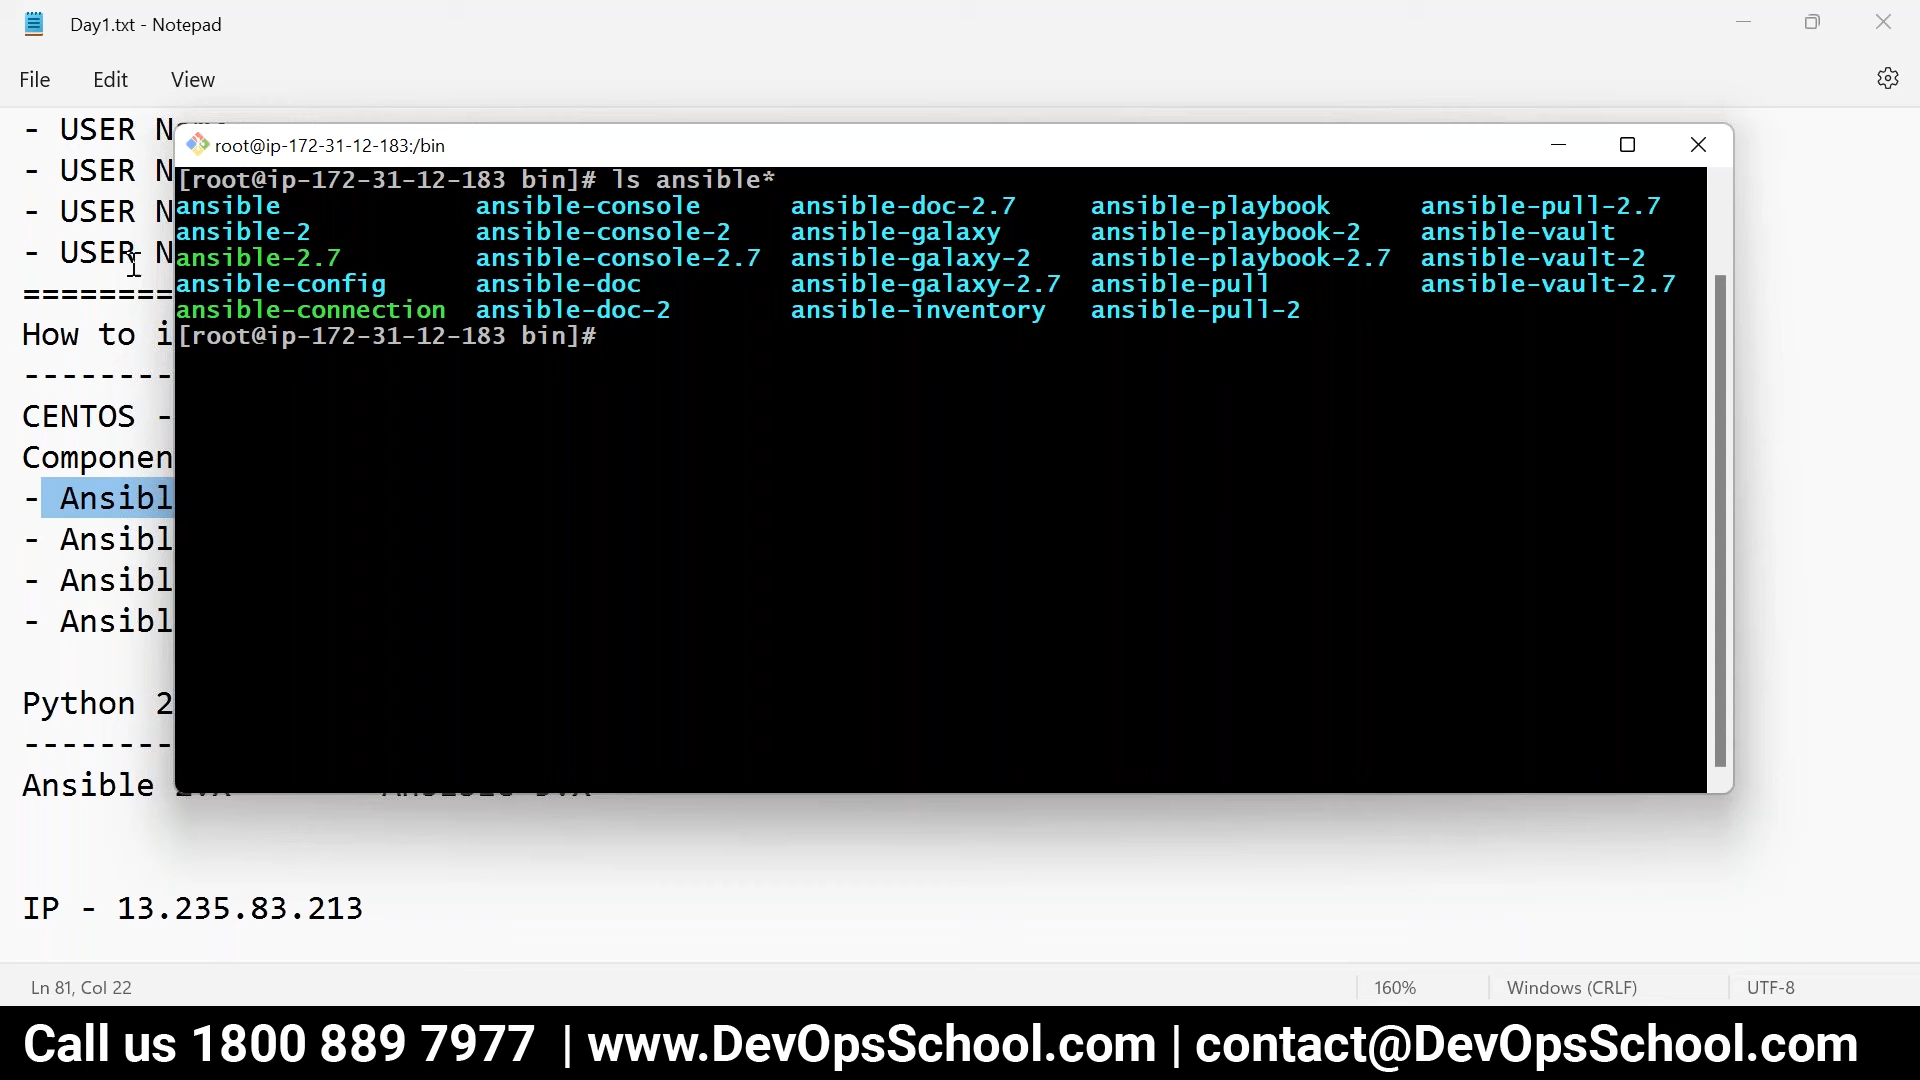 Day1.txt - Notepad
File Edit View
- USER
- USER
- USER
- USER
root@ip-172-31-12-183:/bin
[root@ip-172-31-12-183 bin]# ls ansible*
ansible ansible-console ansible-doc-2.7 ansible-playbook ansible-pull-2.7
ansible-2 ansible-console-2 ansible-galaxy ansible-playbook-2 ansible-vault
ansible-2.7 ansible-console-2.7 ansible-galaxy-2 ansible-playbook-2.7 ansible-vault-2
ansible-config ansible-doc ansible-galaxy-2.7 ansible-pull ansible-vault-2.7
ansible-connection ansible-doc-2 ansible-inventory ansible-pull-2
[root@ip-172-31-12-183 bin]#
=========
How to i
--------
CENTOS -
Componen
- Ansibl
- Ansibl
- Ansibl
- Ansibl
Python 2
--------
Ansible
IP - 13.235.83.213
Ln 81, Col 22 160% Windows (CRLF) UTF-8
Call us 1800 889 7977 | www.DevOpsSchool.com | contact@DevOpsSchool.com